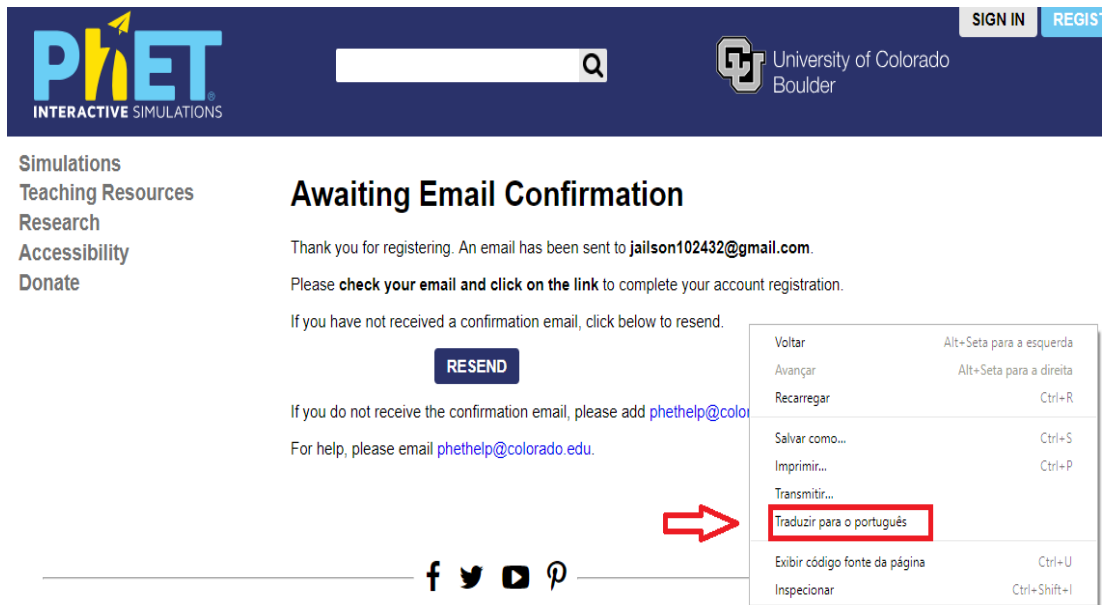 SIGN IN
REGIS
PhET
INTERACTIVE SIMULATIONS
University of Colorado
Boulder
Simulations
Teaching Resources
Research
Accessibility
Donate
Awaiting Email Confirmation
Thank you for registering. An email has been sent to jailson102432@gmail.com.
Please check your email and click on the link to complete your account registration.
If you have not received a confirmation email, click below to resend.
RESEND
If you do not receive the confirmation email, please add phethelp@color
For help, please email phethelp@colorado.edu.
Voltar Alt+Seta para a esquerda
Avançar Alt+Seta para a direita
Recarregar Ctrl+R
Salvar como... Ctrl+S
Imprimir... Ctrl+P
Transmitir...
Traduzir para o português
Exibir código fonte da página Ctrl+U
Inspecionar Ctrl+Shift+I